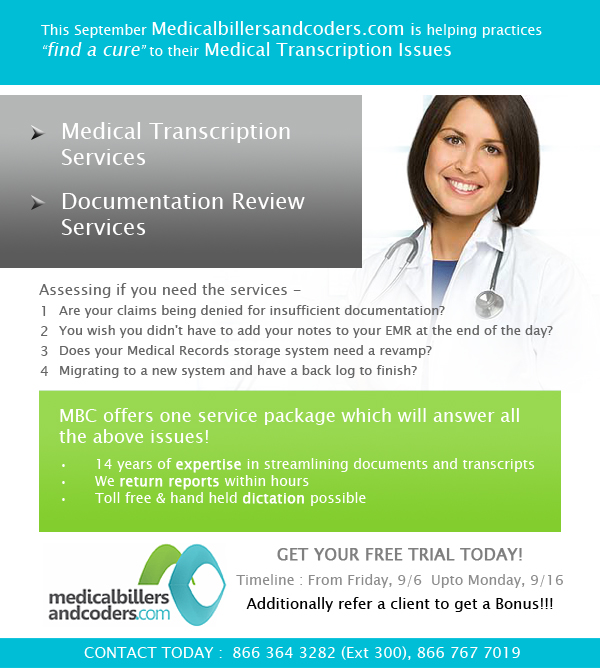 This September Medicalbillersandcoders.com is helping practices
“find a cure” to their Medical Transcription Issues
Medical Transcription
Services
Documentation Review
Services
Assessing if you need the services –
1 Are your claims being denied for insufficient documentation?
2 You wish you didn't have to add your notes to your EMR at the end of the day?
3 Does your Medical Records storage system need a revamp?
4 Migrating to a new system and have a back log to finish?
MBC offers one service package which will answer all
the above issues!
• 14 years of expertise in streamlining documents and transcripts
• We return reports within hours
• Toll free & hand held dictation possible
medicalbillers
andcoders.com
GET YOUR FREE TRIAL TODAY!
Timeline : From Friday, 9/6 Upto Monday, 9/16
Additionally refer a client to get a Bonus!!!
CONTACT TODAY : 866 364 3282 (Ext 300), 866 767 7019